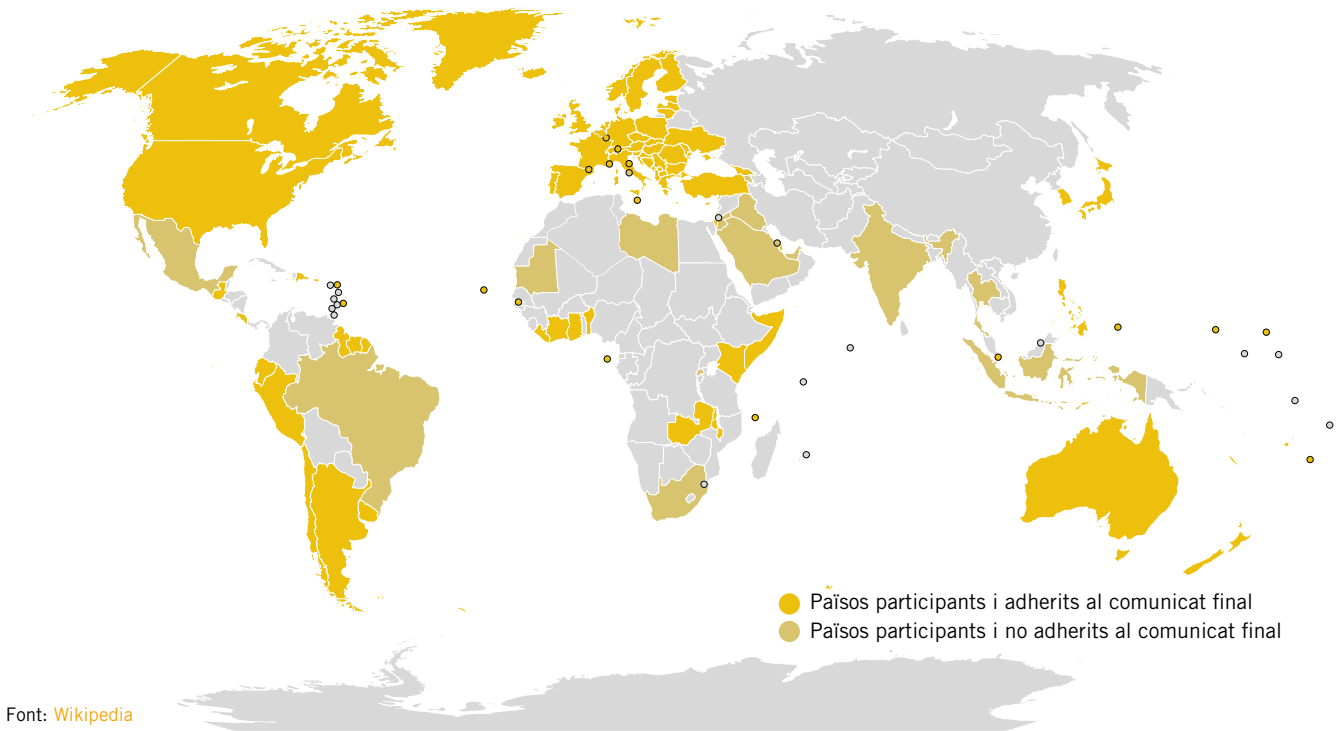 Països participants i adherits al comunicat final
Països participants i no adherits al comunicat final
Font: Wikipedia